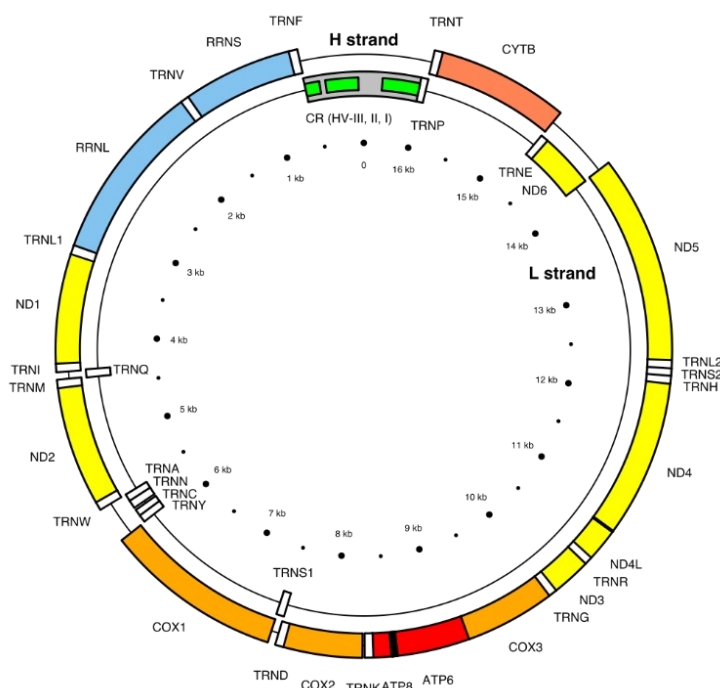 TRNF
H strand
TRNT
RRNS
CYTB
TRNV
CR (HV-III, II, I)
TRNP
RRNL
TRNE
ND6
0
16 kb
1 kb
15 kb
2 kb
14 kb
TRNL1
ND5
L strand
3 kb
ND1
13 kb
4 kb
TRNI
TRNQ
TRNL2
TRNM
TRNS2
TRNH
12 kb
5 kb
ND2
11 kb
ND4
TRNA
6 kb
TRNN
TRNC
TRNY
10 kb
TRNW
7 kb
9 kb
8 kb
ND4L
TRNS1
TRNR
ND3
TRNG
COX1
COX3
TRND
COX2
TRNK
ATP8
ATP6